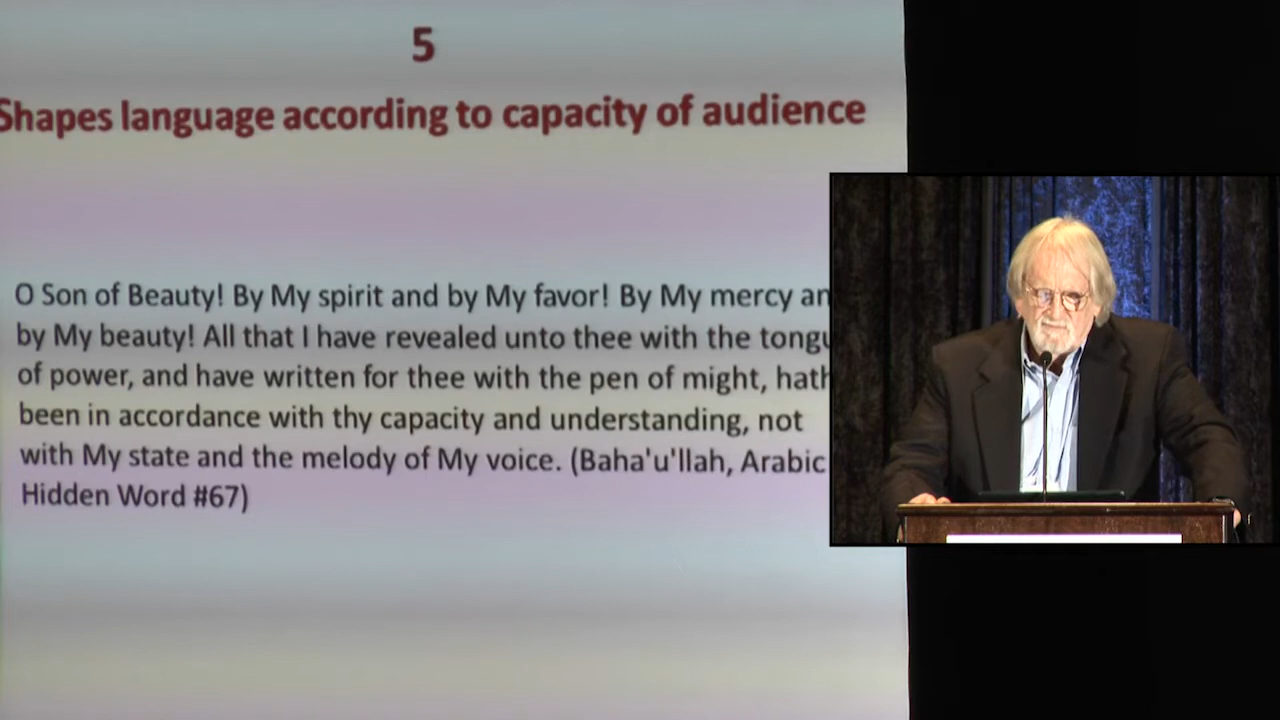 5
Shapes language according to capacity of audience
O Son of Beauty! By My spirit and by My favor! By My mercy an
by My beauty! All that I have revealed unto thee with the tongu
of power, and have written for thee with the pen of might, hath
been in accordance with thy capacity and understanding, not
with My state and the melody of My voice. (Baha'u'llah, Arabic
Hidden Word #67)